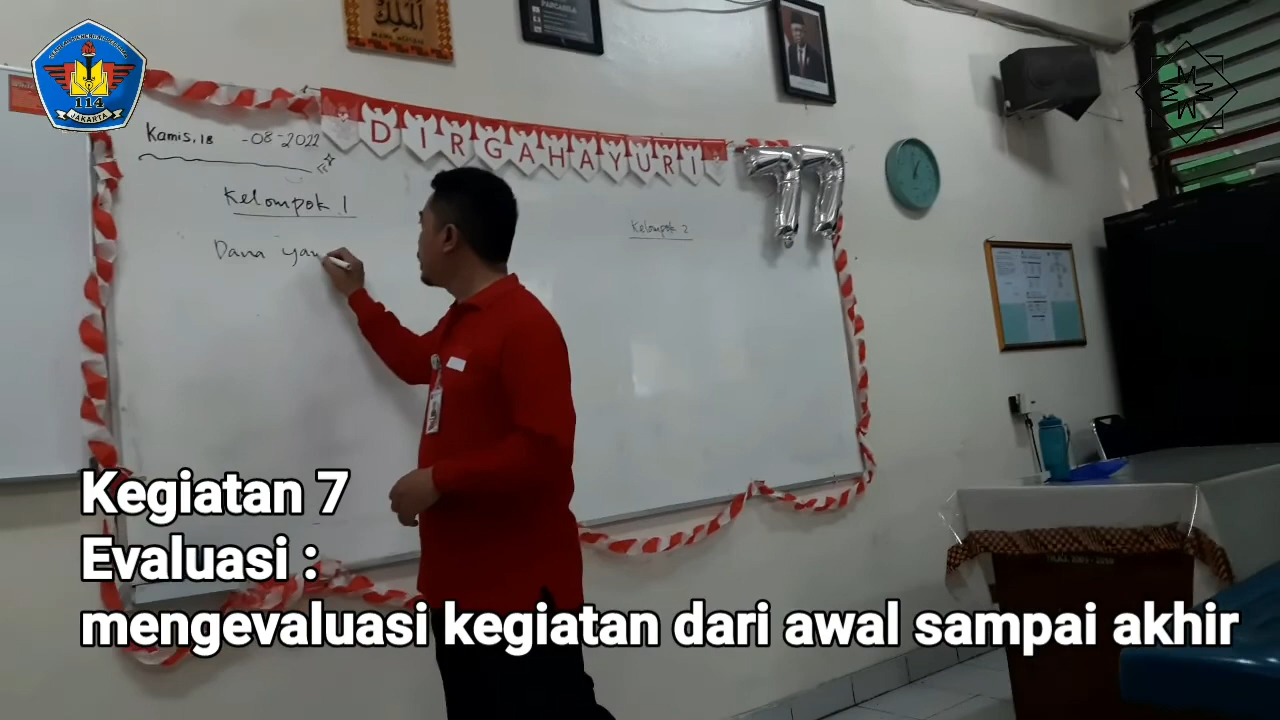 PANCASILA
114
JAKARTA
Kamis, 18 -08-2022
DIRGAHAYU RI
77
Kelompok 1
Kelompok 2
Dana yan
Kegiatan 7
Evaluasi :
mengevaluasi kegiatan dari awal sampai akhir